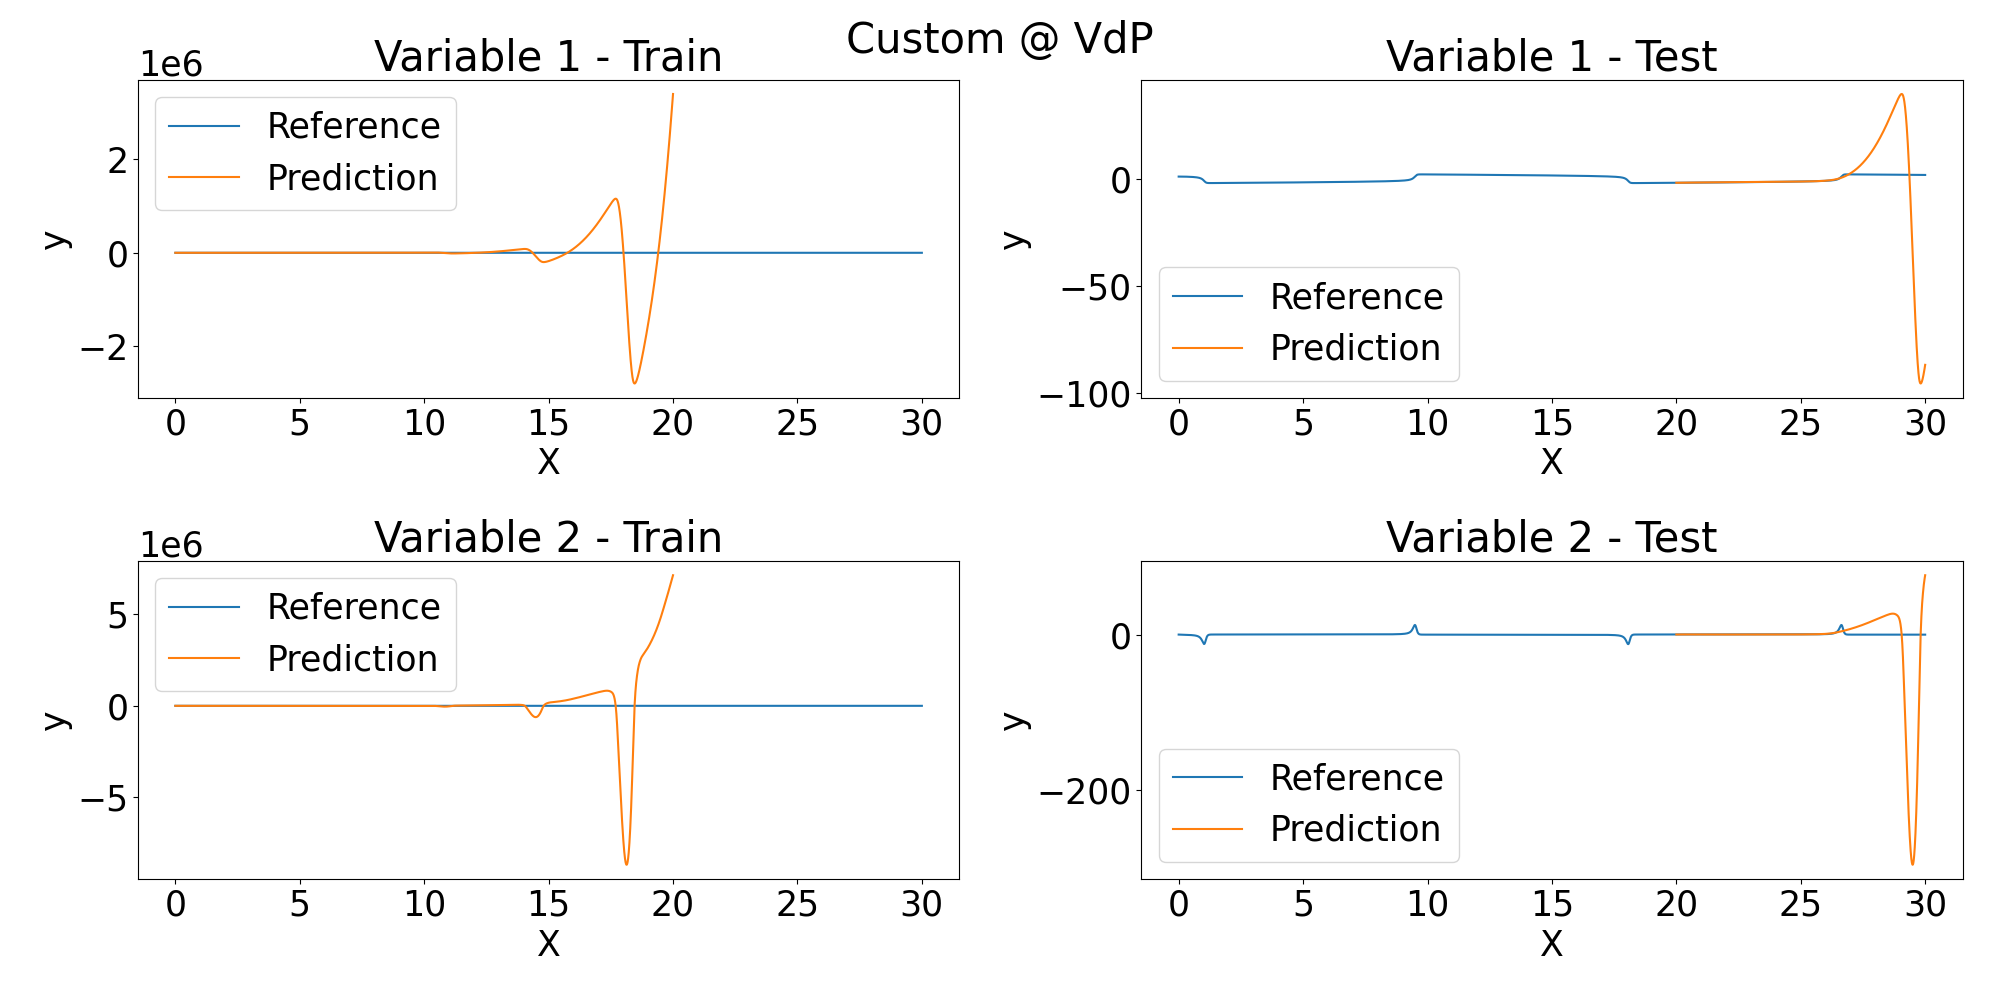 Custom @ VdP
Variable 1 - Train
1e6
Reference
Prediction
2
0
−2
y
0 5 10 15 20 25 30
X
Variable 1 - Test
0
−50
−100
y
Reference
Prediction
0 5 10 15 20 25 30
X
Variable 2 - Train
1e6
Reference
Prediction
5
0
−5
y
0 5 10 15 20 25 30
X
Variable 2 - Test
0
−200
y
Reference
Prediction
0 5 10 15 20 25 30
X